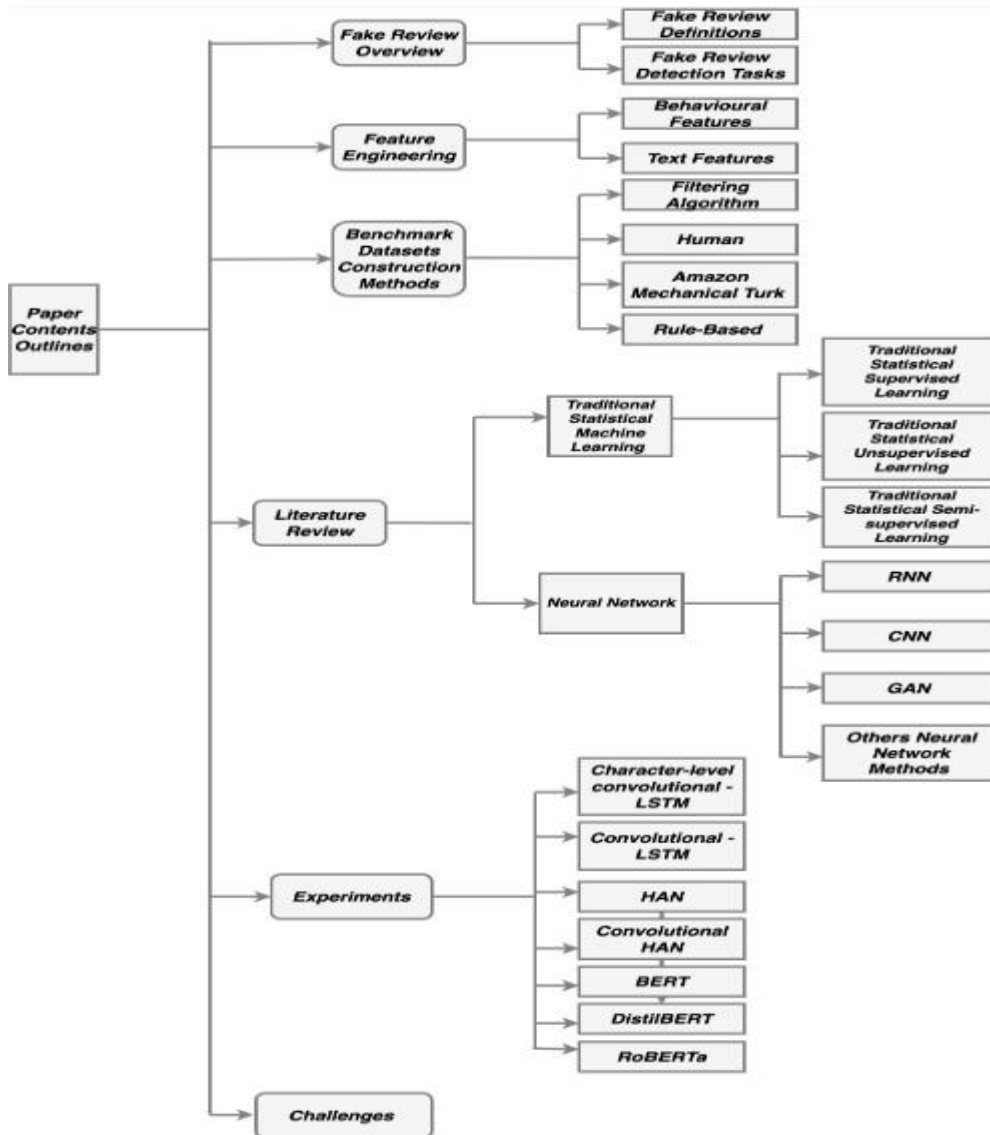 Paper
Contents
Outlines
Fake Review
Overview
Fake Review
Definitions
Fake Review
Detection Tasks
Feature
Engineering
Behavioural
Features
Text Features
Benchmark
Datasets
Construction
Methods
Filtering
Algorithm
Human
Amazon
Mechanical Turk
Rule-Based
Literature
Review
Traditional
Statistical
Machine
Learning
Traditional
Statistical
Supervised
Learning
Traditional
Statistical
Unsupervised
Learning
Traditional
Statistical Semi-
supervised
Learning
Neural Network
RNN
CNN
GAN
Others Neural
Network
Methods
Experiments
Character-level
convolutional -
LSTM
Convolutional -
LSTM
HAN
Convolutional
HAN
BERT
DistilBERT
RoBERTa
Challenges